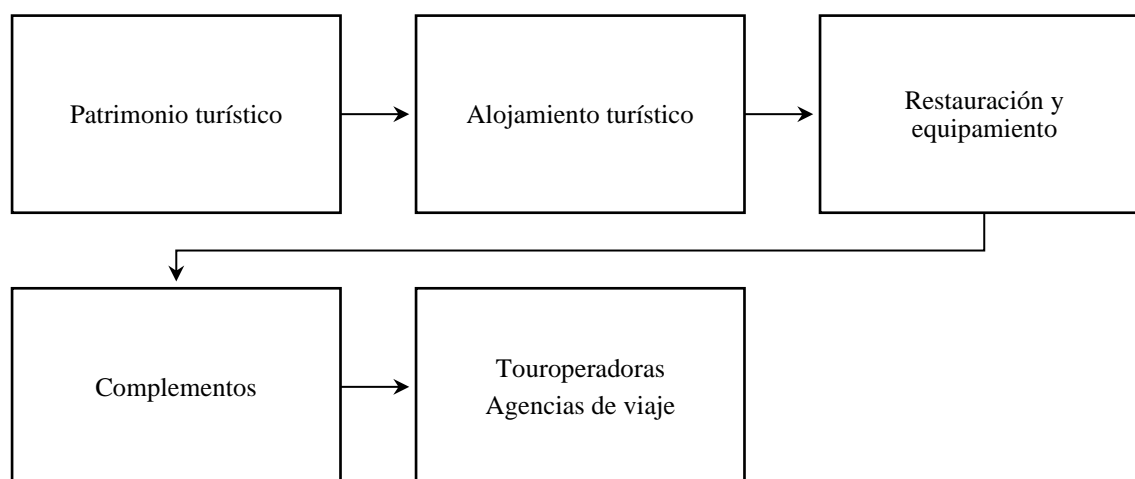 Patrimonio turístico
Alojamiento turístico
Restauración y
equipamiento
Complementos
Touroperadoras
Agencias de viaje